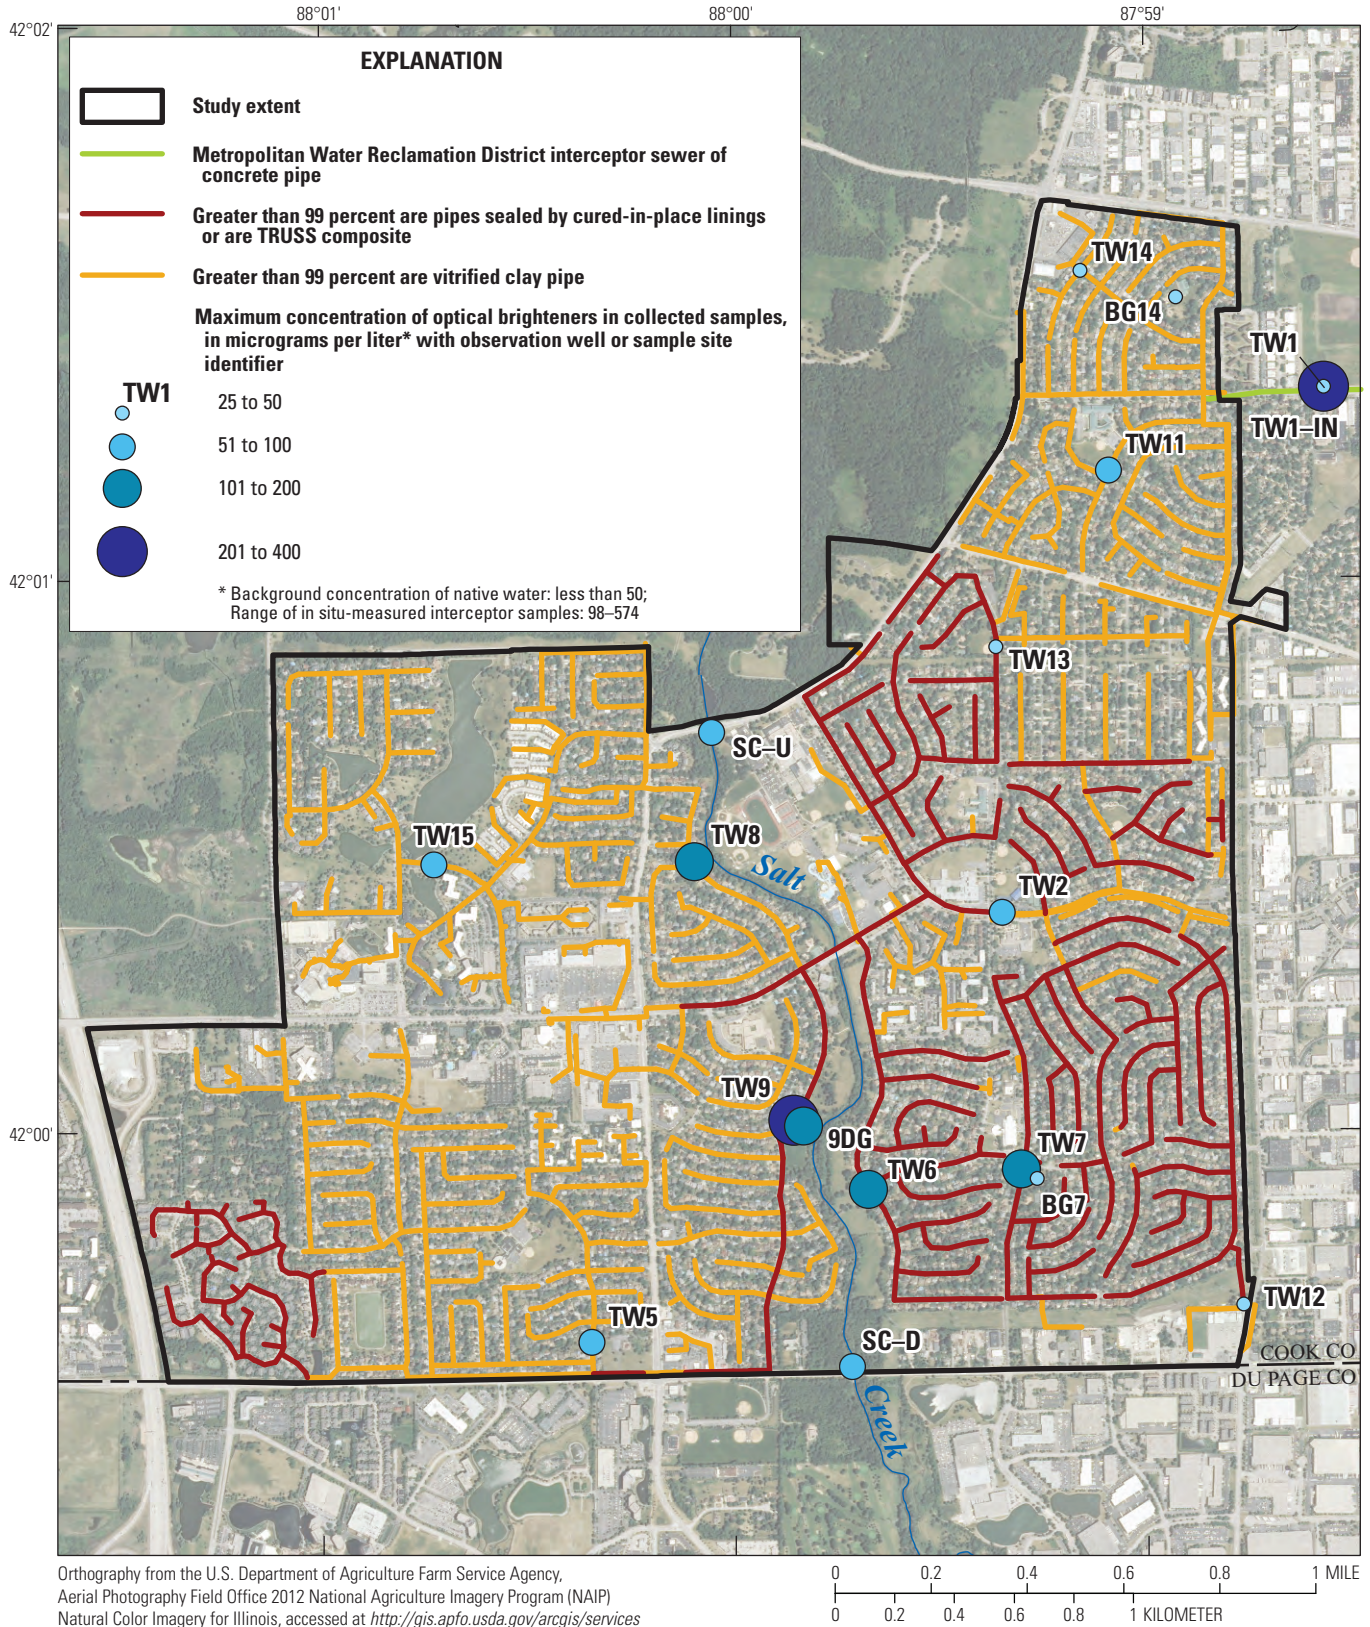 88°01'
88°00'
87°59'
42°02'
EXPLANATION
Study extent
Metropolitan Water Reclamation District interceptor sewer of
concrete pipe
Greater than 99 percent are pipes sealed by cured-in-place linings
or are TRUSS composite
Greater than 99 percent are vitrified clay pipe
Maximum concentration of optical brighteners in collected samples,
in micrograms per liter* with observation well or sample site
identifier
TW1
25 to 50
51 to 100
101 to 200
201 to 400
* Background concentration of native water: less than 50;
Range of in situ-measured interceptor samples: 98–574
TW14
BG14
TW1
TW1–IN
TW11
42°01'
TW13
SC–U
TW15
TW8
Salt
TW2
TW9
42°00'
9DG
TW7
TW6
BG7
TW12
TW5
SC–D
COOK CO
DU PAGE CO
Creek
Orthography from the U.S. Department of Agriculture Farm Service Agency,
Aerial Photography Field Office 2012 National Agriculture Imagery Program (NAIP)
Natural Color Imagery for Illinois, accessed at http://gis.apfo.usda.gov/arcgis/services
0 0.2 0.4 0.6 0.8 1 MILE
0 0.2 0.4 0.6 0.8 1 KILOMETER